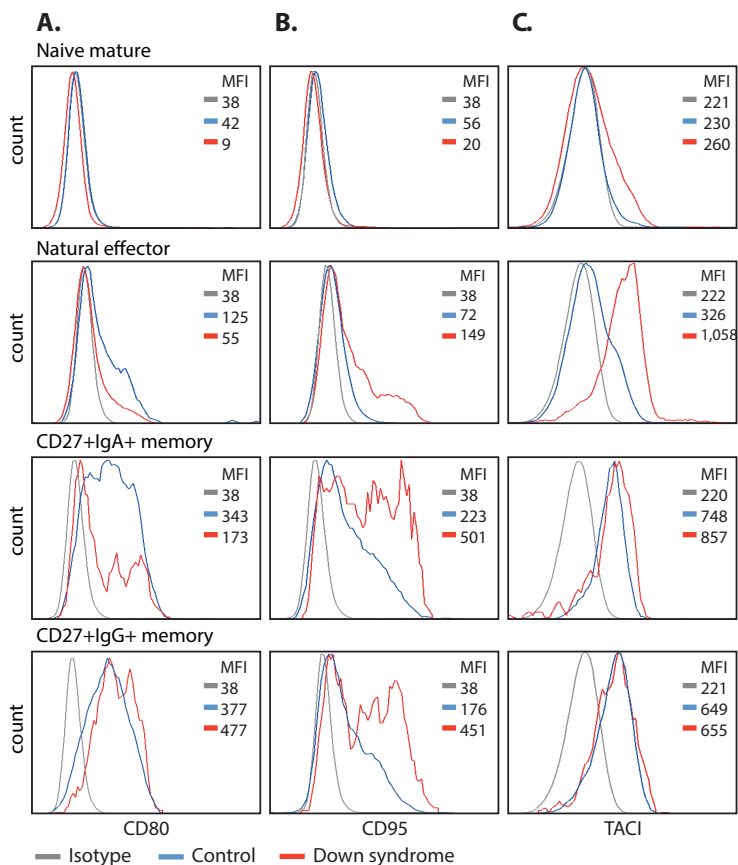 A. B. C.
Naive mature
count
MFI
38
42
9
MFI
38
56
20
MFI
221
230
260
Natural effector
count
MFI
38
125
55
MFI
38
72
149
MFI
222
326
1,058
CD27+IgA+ memory
count
MFI
38
343
173
MFI
38
223
501
MFI
220
748
857
CD27+IgG+ memory
count
MFI
38
377
477
MFI
38
176
451
MFI
221
649
655
CD80 CD95 TACI
Isotype Control Down syndrome